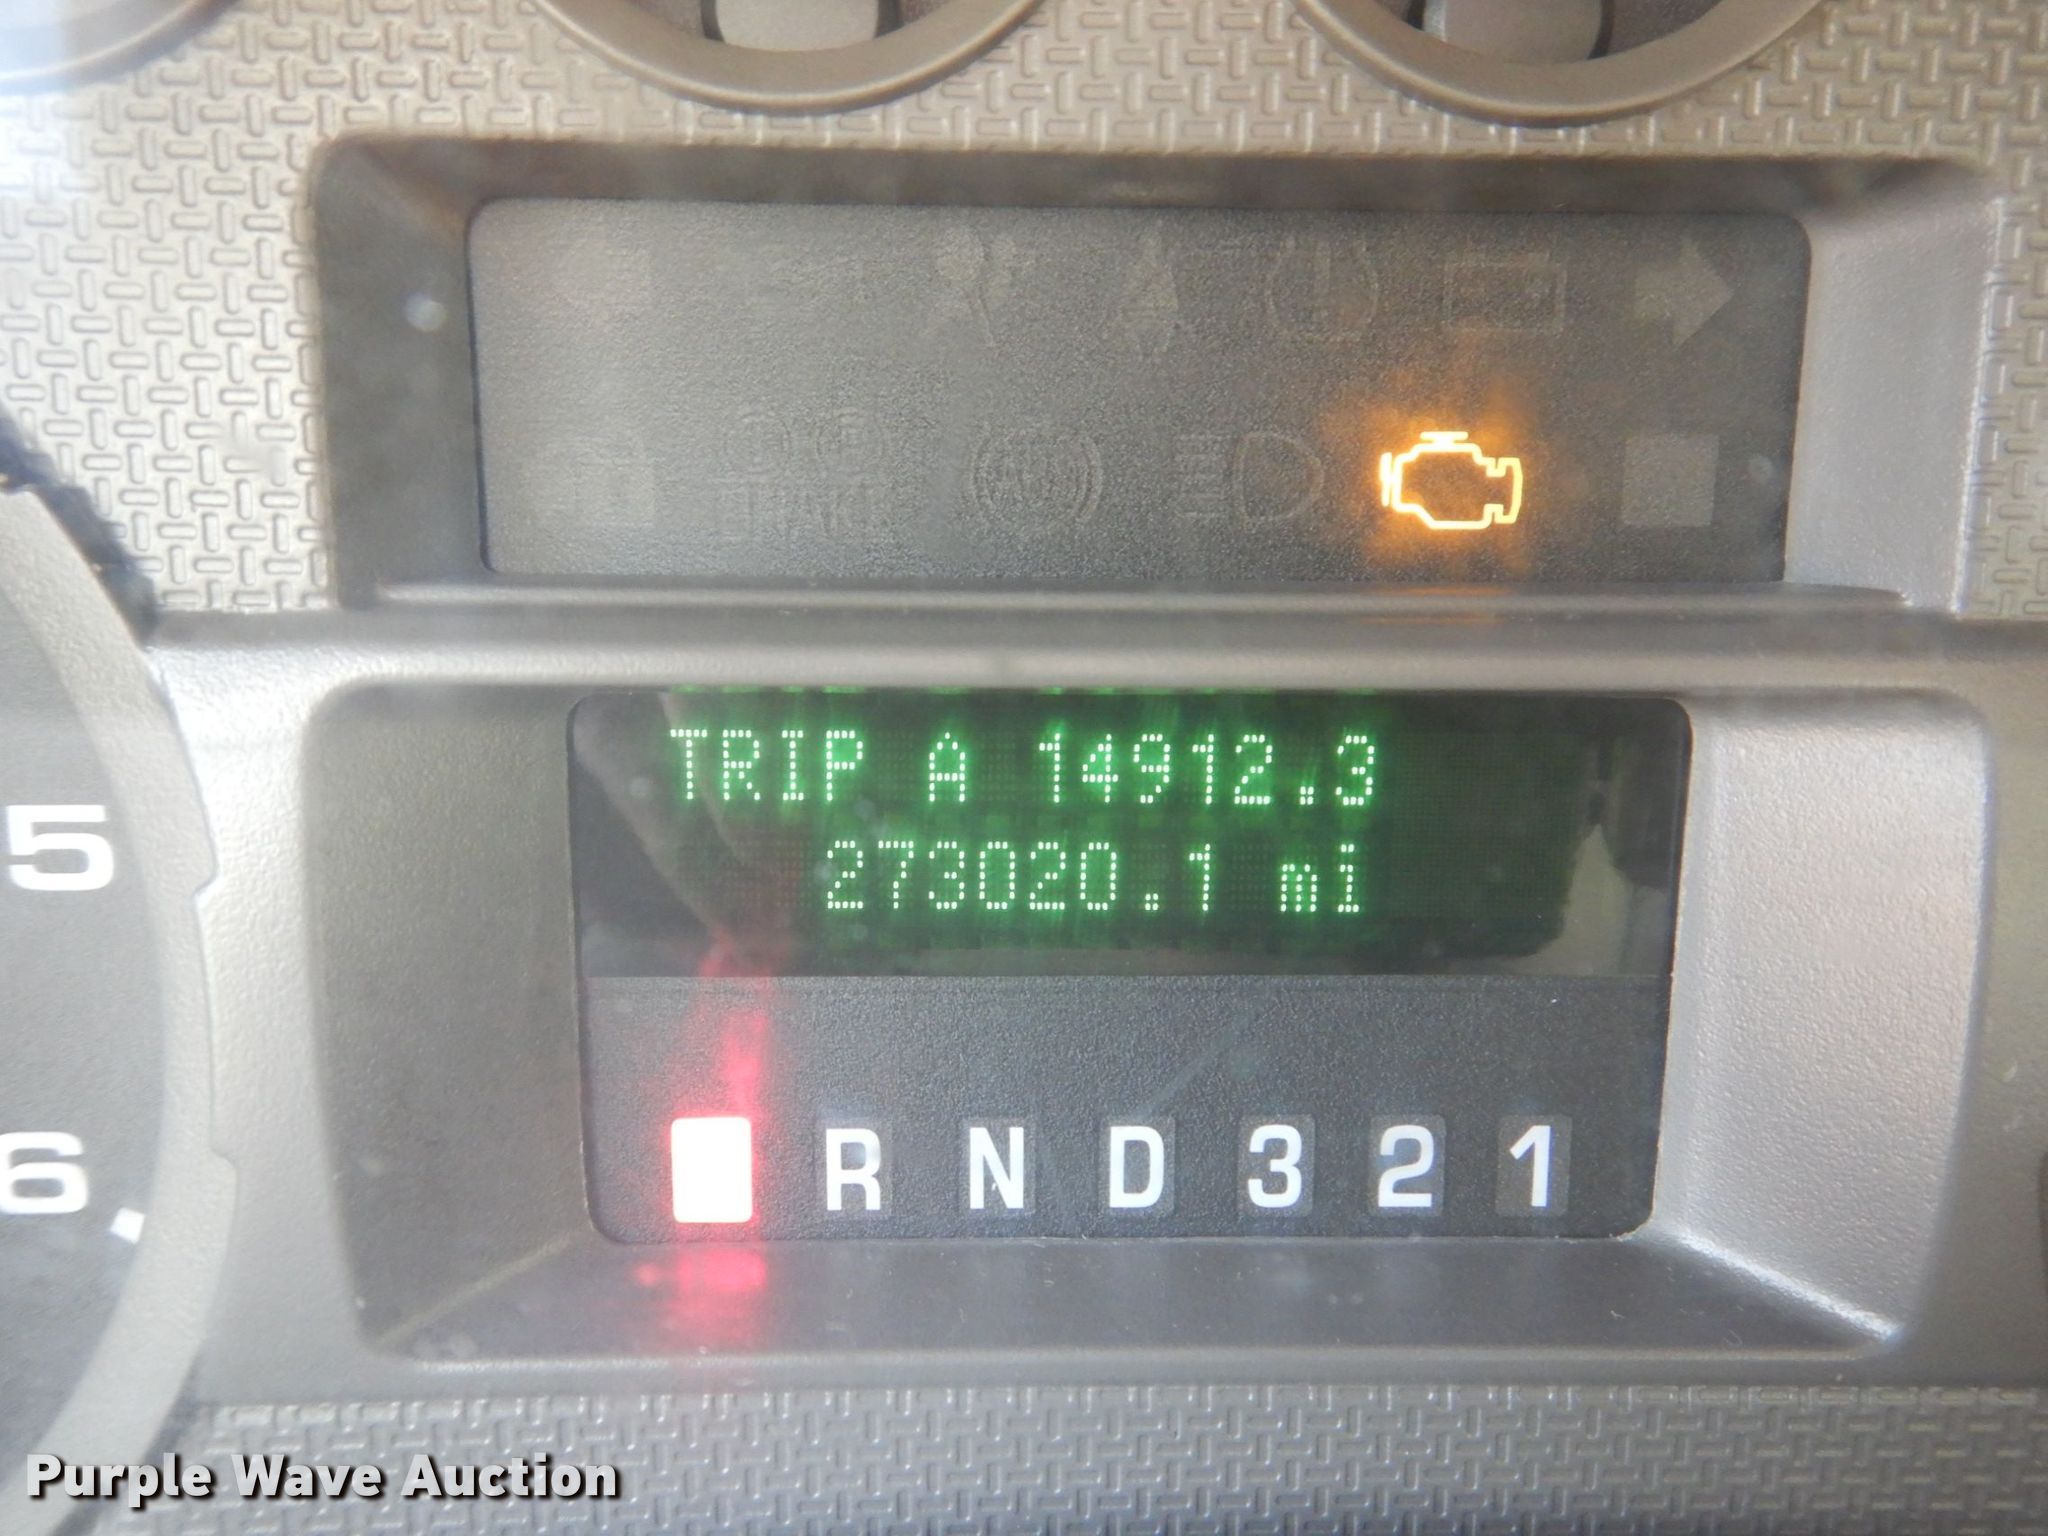 TRIP A 14912.3
273020.1 mi
R N D 3 2 1
5
6
Purple Wave Auction